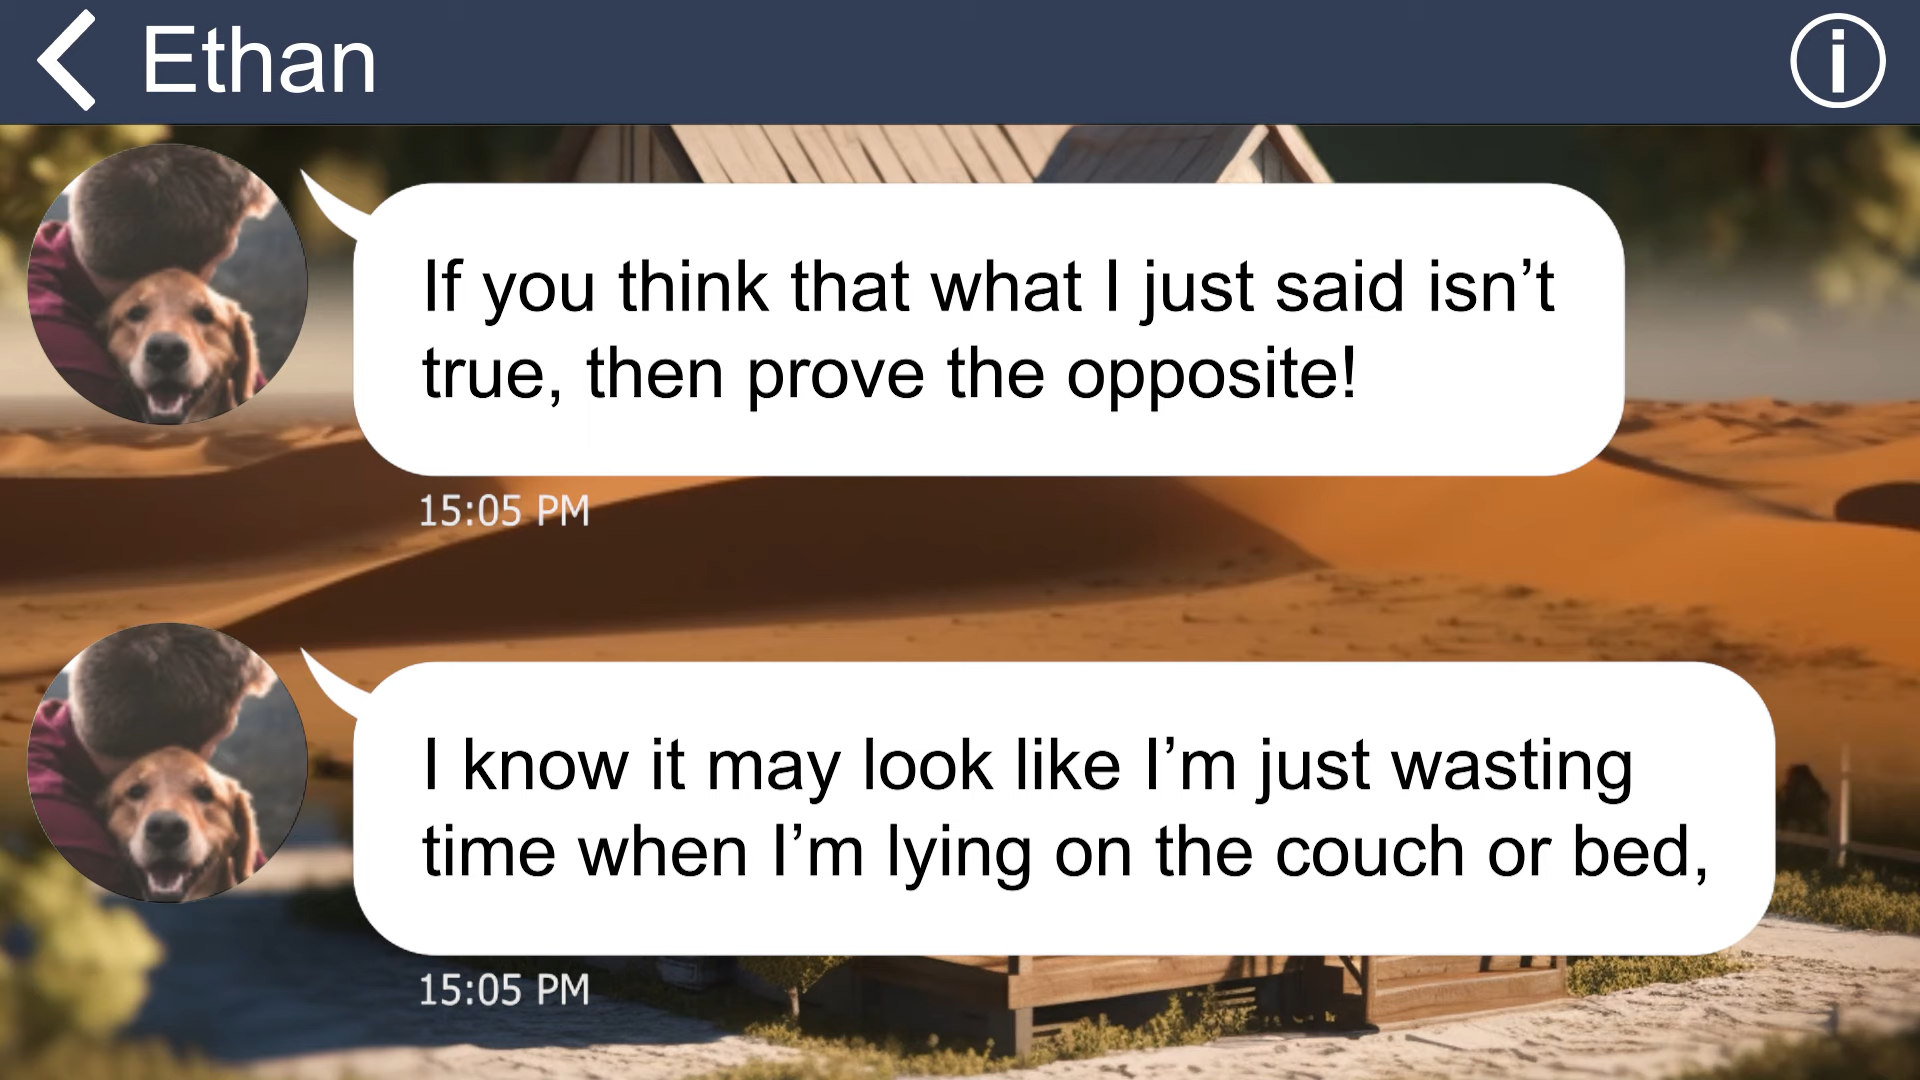 Ethan
If you think that what I just said isn’t
true, then prove the opposite!
15:05 PM
I know it may look like I’m just wasting
time when I’m lying on the couch or bed,
15:05 PM